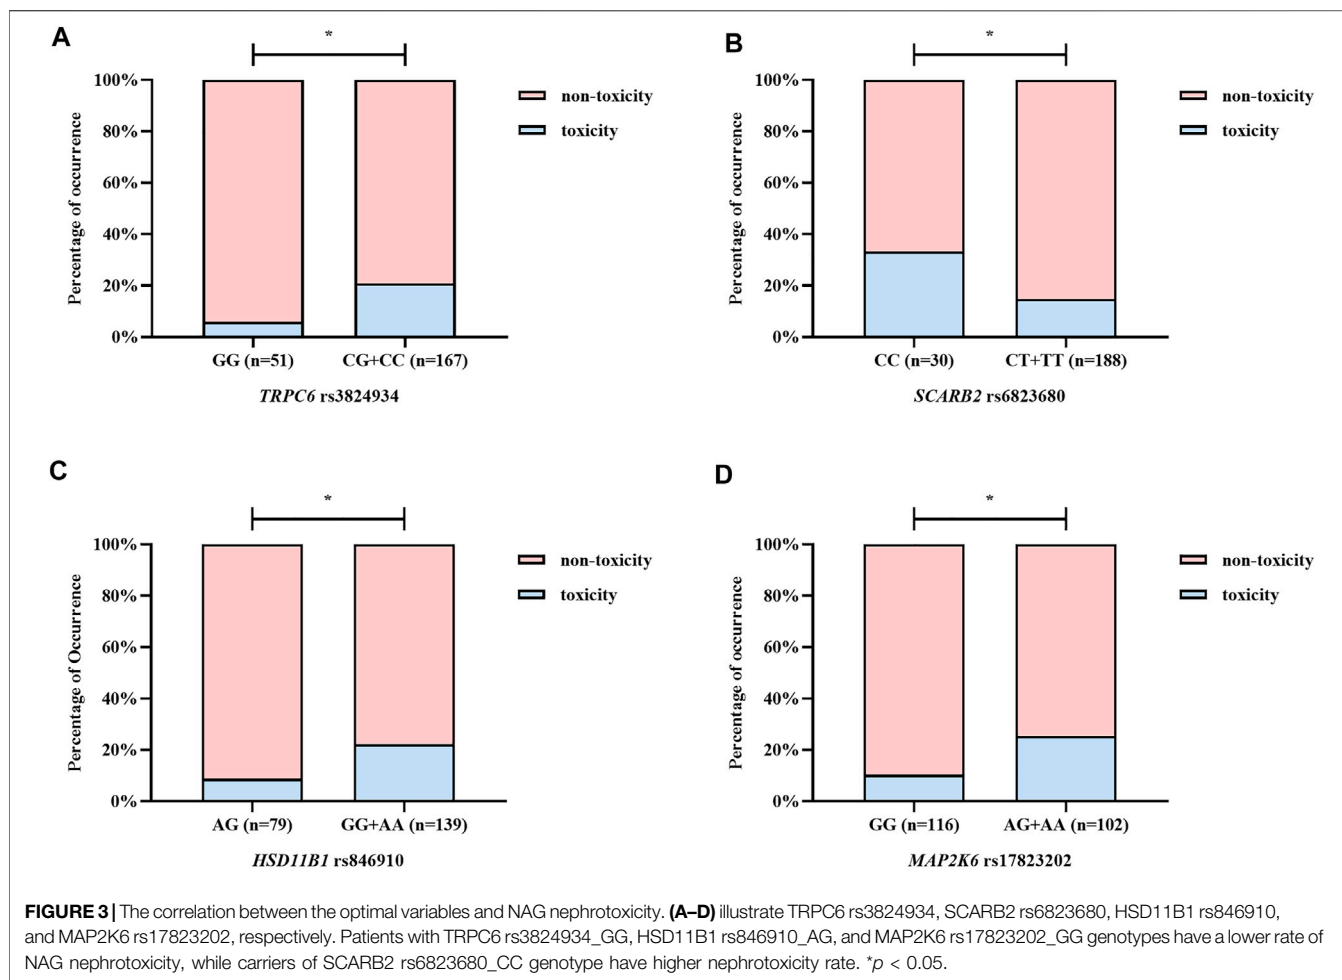 A
*
100%
80%
60%
40%
20%
0%
Percentage of occurrence
non-toxicity
toxicity
GG (n=51)
CG+CC (n=167)
TRPC6 rs3824934
B
*
100%
80%
60%
40%
20%
0%
Percentage of occurrence
non-toxicity
toxicity
CC (n=30)
CT+TT (n=188)
SCARB2 rs6823680
C
*
100%
80%
60%
40%
20%
0%
Percentage of Occurrence
non-toxicity
toxicity
AG (n=79)
GG+AA (n=139)
HSD11B1 rs846910
D
*
100%
80%
60%
40%
20%
0%
Percentage of occurrence
non-toxicity
toxicity
GG (n=116)
AG+AA (n=102)
MAP2K6 rs17823202
FIGURE 3 | The correlation between the optimal variables and NAG nephrotoxicity. (A–D) illustrate TRPC6 rs3824934, SCARB2 rs6823680, HSD11B1 rs846910,
and MAP2K6 rs17823202, respectively. Patients with TRPC6 rs3824934_GG, HSD11B1 rs846910_AG, and MAP2K6 rs17823202_GG genotypes have a lower rate of
NAG nephrotoxicity, while carriers of SCARB2 rs6823680_CC genotype have higher nephrotoxicity rate. *p < 0.05.